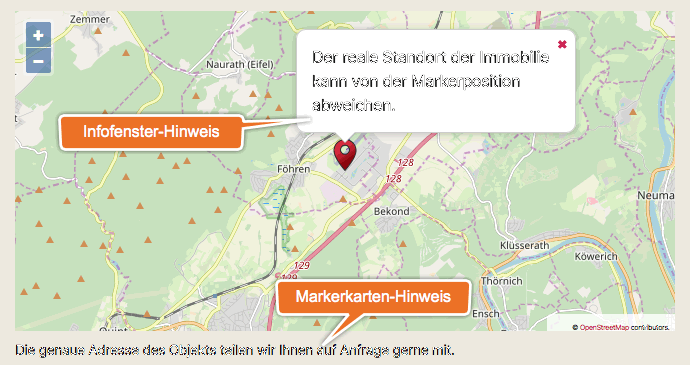 Zemmer
+
−
Naurath (Eifel)
Der reale Standort der Immobilie
kann von der Markerposition
abweichen.
Infofenster-Hinweis
Föhren
128
128
Bekond
Neuma
Klüsserath
Köwerich
129
129
Thörnich
Markerkarten-Hinweis
Ensch
Quint
© OpenStreetMap contributors.
Die genaue Adresse des Objekts teilen wir Ihnen auf Anfrage gerne mit.